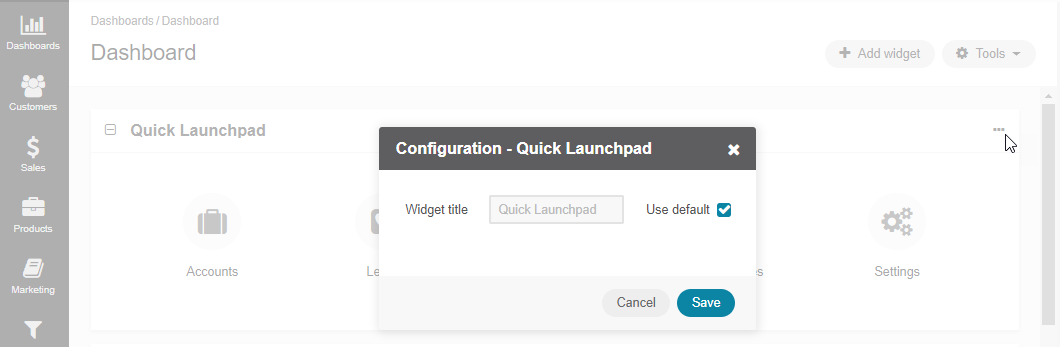 Dashboards / Dashboard
Dashboard
Add widget
Tools
Dashboards
Customers
Sales
Products
Marketing
Quick Launchpad
Configuration - Quick Launchpad
Widget title
Quick Launchpad
Use default
Cancel
Save
Accounts
Settings